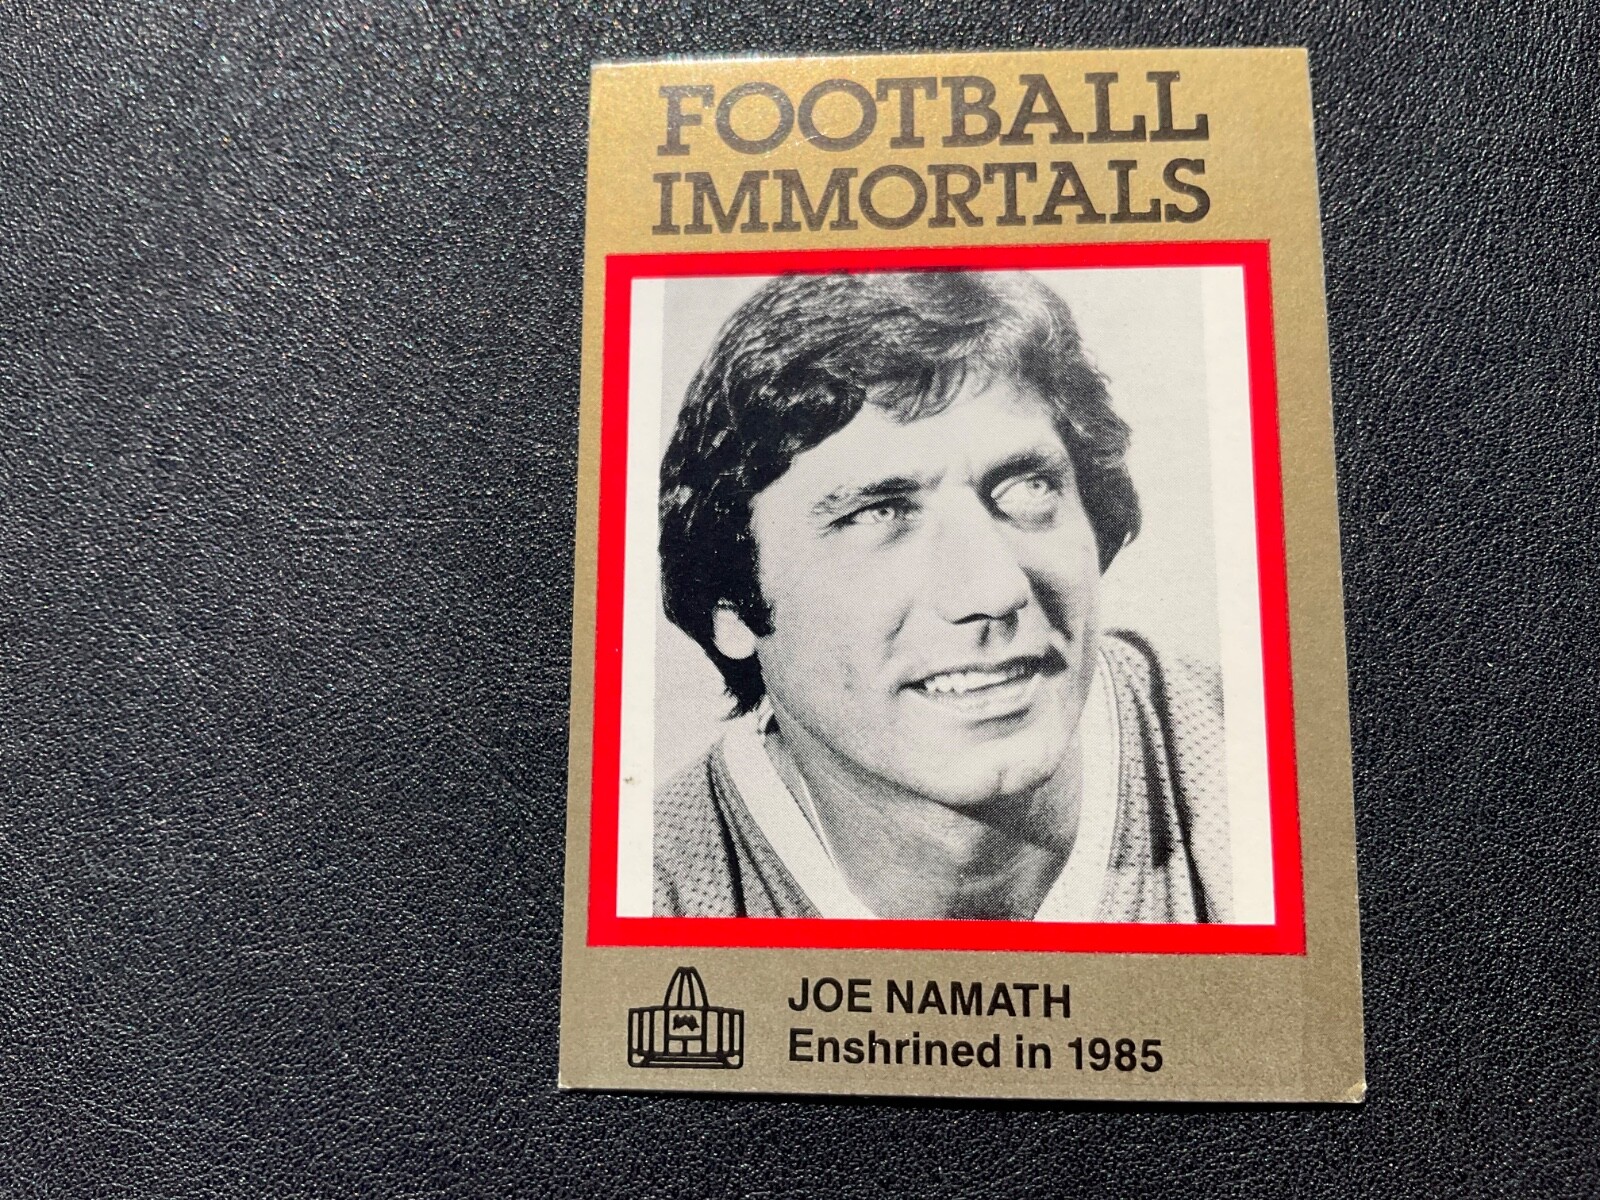 FOOTBALL
IMMORTALS
JOE NAMATH
Enshrined in 1985